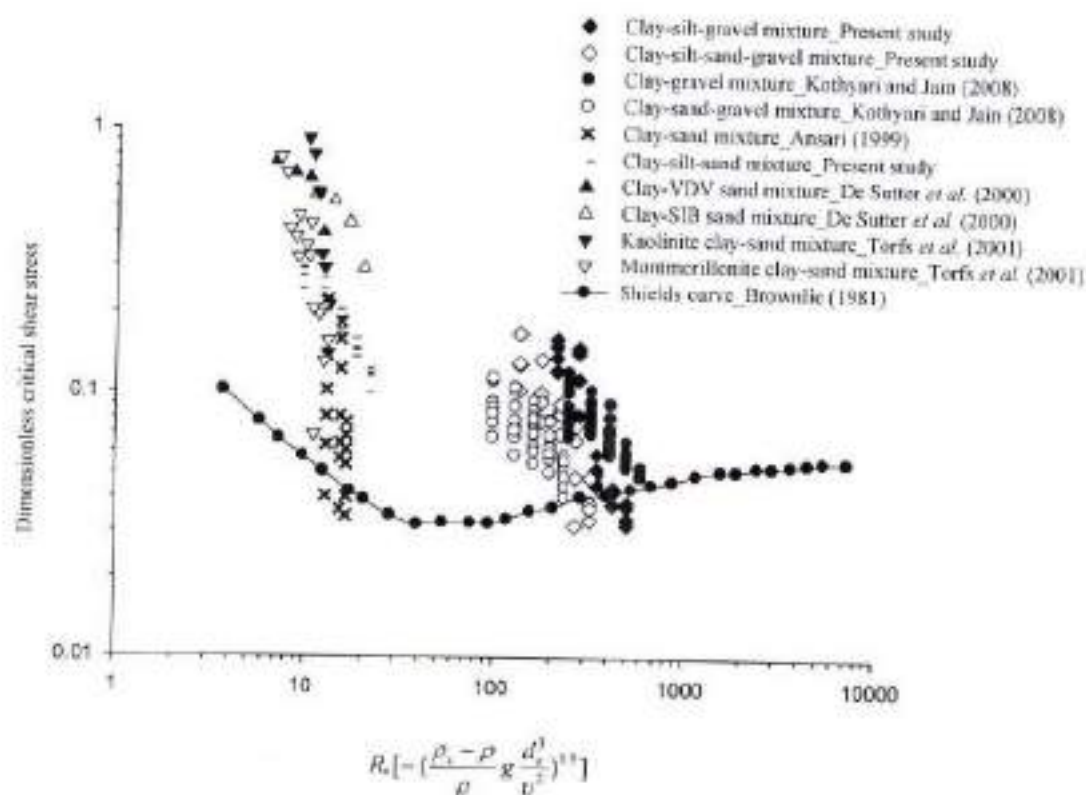 Clay-silt-gravel mixture_Present study
Clay-silt-sand-gravel mixture_Present study
Clay-gravel mixture_Kothyari and Jain (2008)
Clay-sand-gravel mixture_Kothyari and Jain (2008)
Clay-sand mixture_Ansari (1999)
Clay-silt-sand mixture_Present study
Clay-VDV sand mixture_De Sutter et al. (2000)
Clay-SIB sand mixture_De Sutter et al. (2000)
Kaolinite clay-sand mixture_Torfs et al. (2001)
Montmerillenite clay-sand mixture_Torfs et al. (2001)
Shields curve_Brownlie (1981)
Dimensionless critical shear stress
1
0.1
0.01
1 10 100 1000 10000